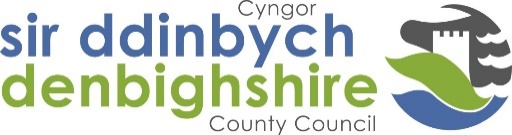 Cyngor
sir ddinbych
denbighshire
County Council